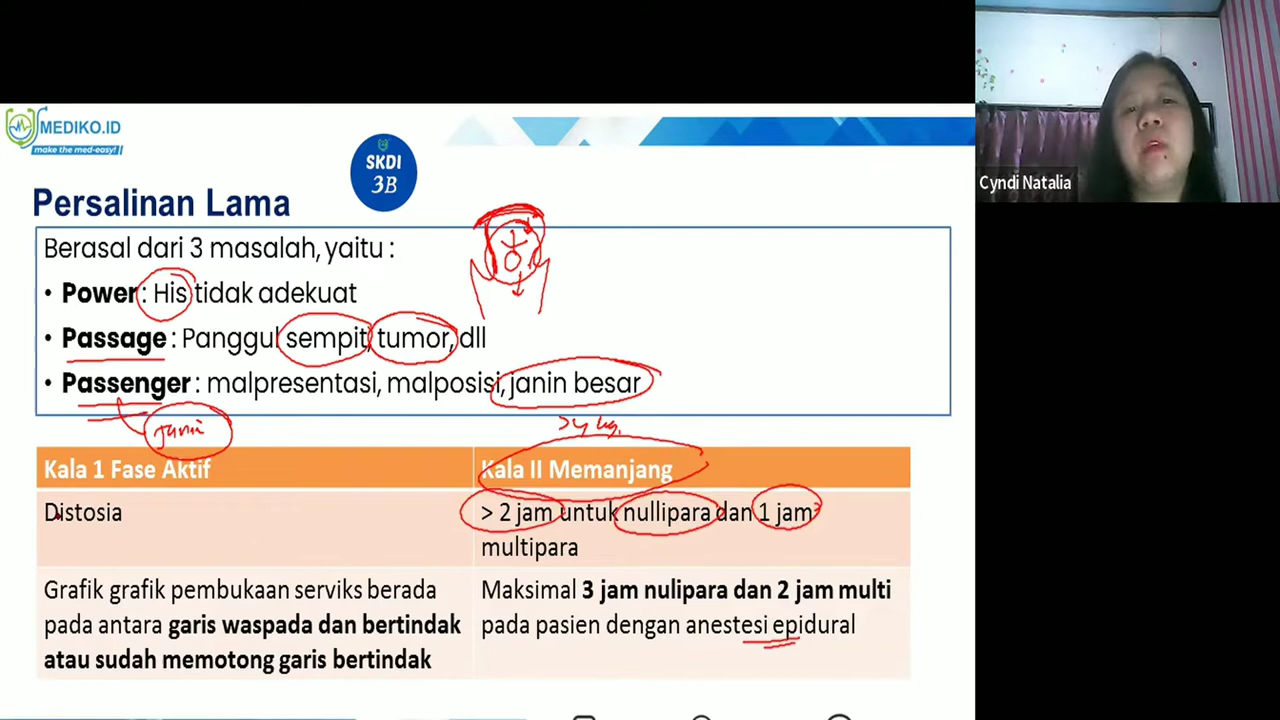 MEDIKO.ID
make the med-easy!
SKDI
3B
Cyndi Natalia
Persalinan Lama
Berasal dari 3 masalah, yaitu :
• Power : His tidak adekuat
• Passage : Panggul sempit, tumor, dll
• Passenger : malpresentasi, malposisi, janin besar
janin
>4 kg.
Kala 1 Fase Aktif
Kala II Memanjang
Distosia
> 2 jam untuk nullipara dan 1 jam
multipara
Grafik grafik pembukaan serviks berada
pada antara garis waspada dan bertindak
atau sudah memotong garis bertindak
Maksimal 3 jam nulipara dan 2 jam multi
pada pasien dengan anestesi epidural